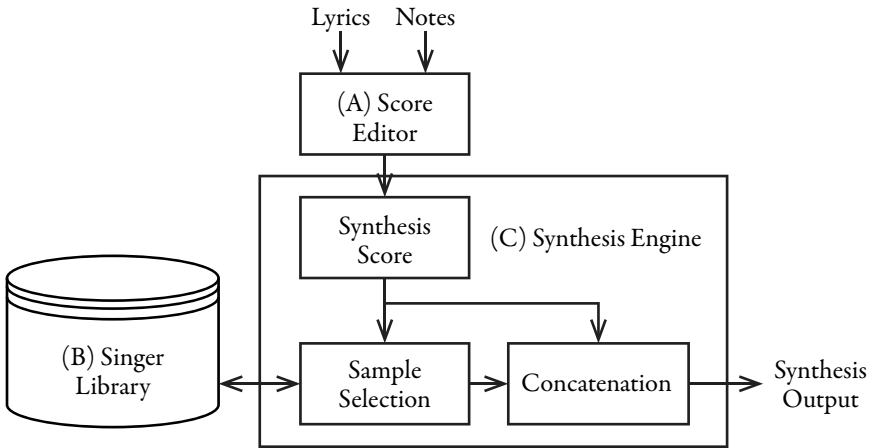 Lyrics Notes
(A) Score
Editor
Synthesis
Score
(C) Synthesis Engine
(B) Singer
Library
Sample
Selection
Concatenation
Synthesis
Output